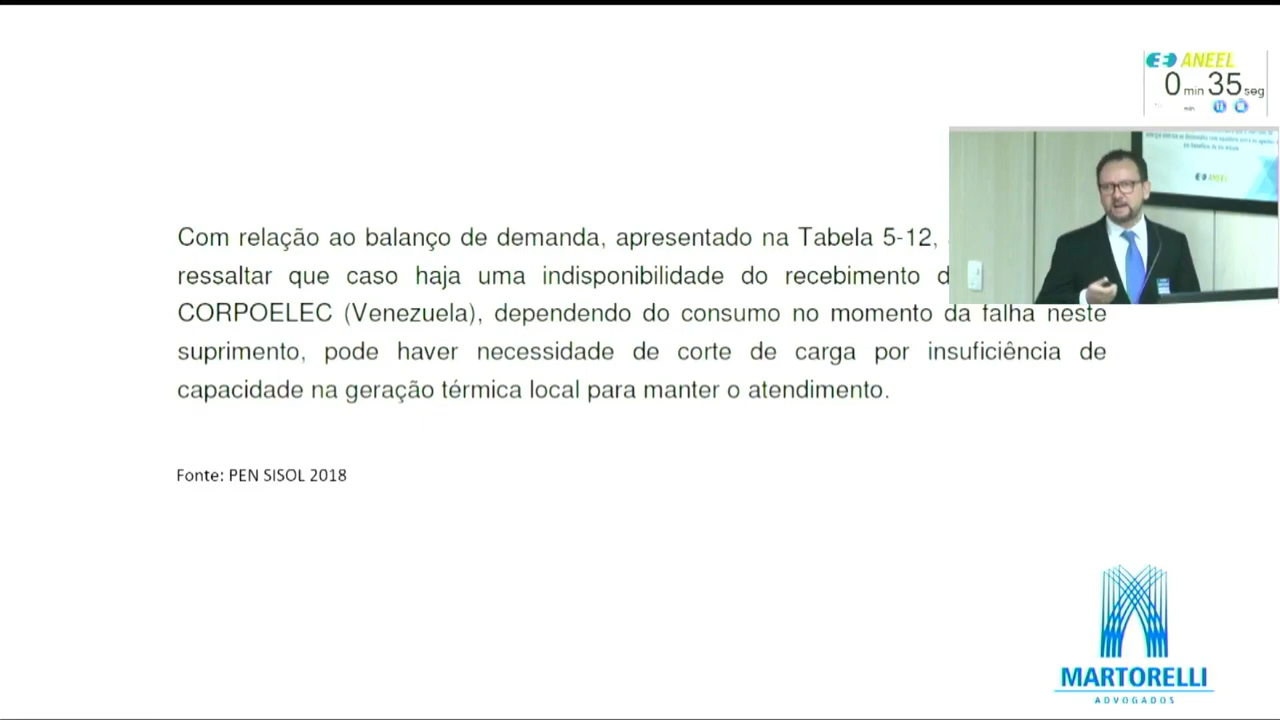 ANEEL
0 min 35 seg
min
ANEEL
Com relação ao balanço de demanda, apresentado na Tabela 5-12,
ressaltar que caso haja uma indisponibilidade do recebimento
CORPOELEC (Venezuela), dependendo do consumo no momento da falha neste
suprimento, pode haver necessidade de corte de carga por insuficiência de
capacidade na geração térmica local para manter o atendimento.
Fonte: PEN SISOL 2018
MARTORELLI
ADVOGADOS